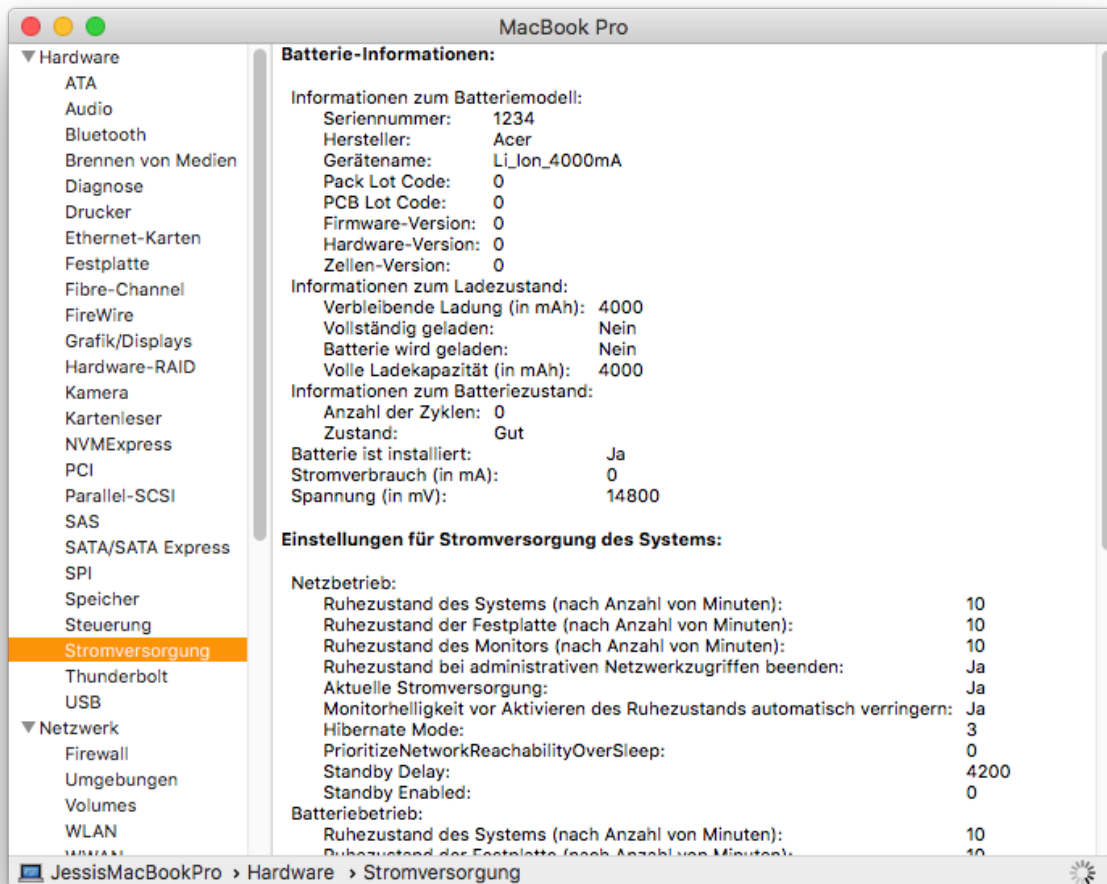 MacBook Pro
Hardware
ATA
Audio
Bluetooth
Brennen von Medien
Diagnose
Drucker
Ethernet-Karten
Festplatte
Fibre-Channel
FireWire
Grafik/Displays
Hardware-RAID
Kamera
Kartenleser
NVMExpress
PCI
Parallel-SCSI
SAS
SATA/SATA Express
SPI
Speicher
Steuerung
Stromversorgung
Thunderbolt
USB
Netzwerk
Firewall
Umgebungen
Volumes
WLAN
WWAN
Batterie-Informationen:
Informationen zum Batteriemodell:
Seriennummer: 1234
Hersteller: Acer
Gerätename: Li_Ion_4000mA
Pack Lot Code: 0
PCB Lot Code: 0
Firmware-Version: 0
Hardware-Version: 0
Zellen-Version: 0
Informationen zum Ladezustand:
Verbleibende Ladung (in mAh): 4000
Vollständig geladen: Nein
Batterie wird geladen: Nein
Volle Ladekapazität (in mAh): 4000
Informationen zum Batteriezustand:
Anzahl der Zyklen: 0
Zustand: Gut
Batterie ist installiert: Ja
Stromverbrauch (in mA): 0
Spannung (in mV): 14800
Einstellungen für Stromversorgung des Systems:
Netzbetrieb:
Ruhezustand des Systems (nach Anzahl von Minuten): 10
Ruhezustand der Festplatte (nach Anzahl von Minuten): 10
Ruhezustand des Monitors (nach Anzahl von Minuten): 10
Ruhezustand bei administrativen Netzwerkzugriffen beenden: Ja
Aktuelle Stromversorgung: Ja
Monitorhelligkeit vor Aktivieren des Ruhezustands automatisch verringern: Ja
Hibernate Mode: 3
PrioritizeNetworkReachabilityOverSleep: 0
Standby Delay: 4200
Standby Enabled: 0
Batteriebetrieb:
Ruhezustand des Systems (nach Anzahl von Minuten): 10
Ruhezustand der Festplatte (nach Anzahl von Minuten): 10
JessisMacBookPro › Hardware › Stromversorgung